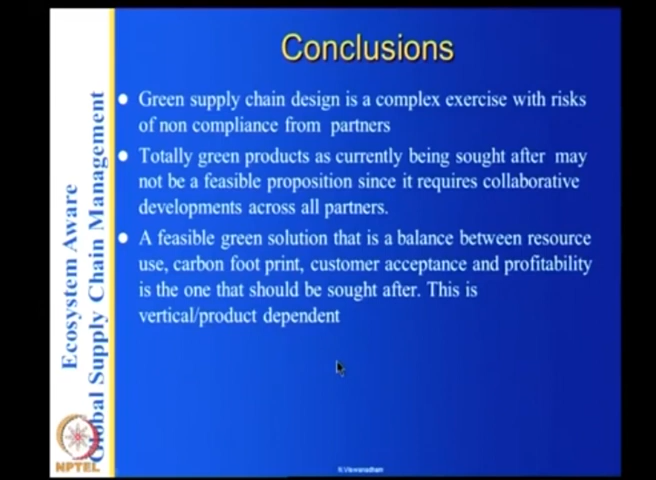 Conclusions
Green supply chain design is a complex exercise with risks
of non compliance from partners
Totally green products as currently being sought after may
not be a feasible proposition since it requires collaborative
developments across all partners.
A feasible green solution that is a balance between resource
use, carbon foot print, customer acceptance and profitability
is the one that should be sought after. This is
vertical/product dependent
Ecosystem Aware
Global Supply Chain Management
NPTEL
N.Viswanadham